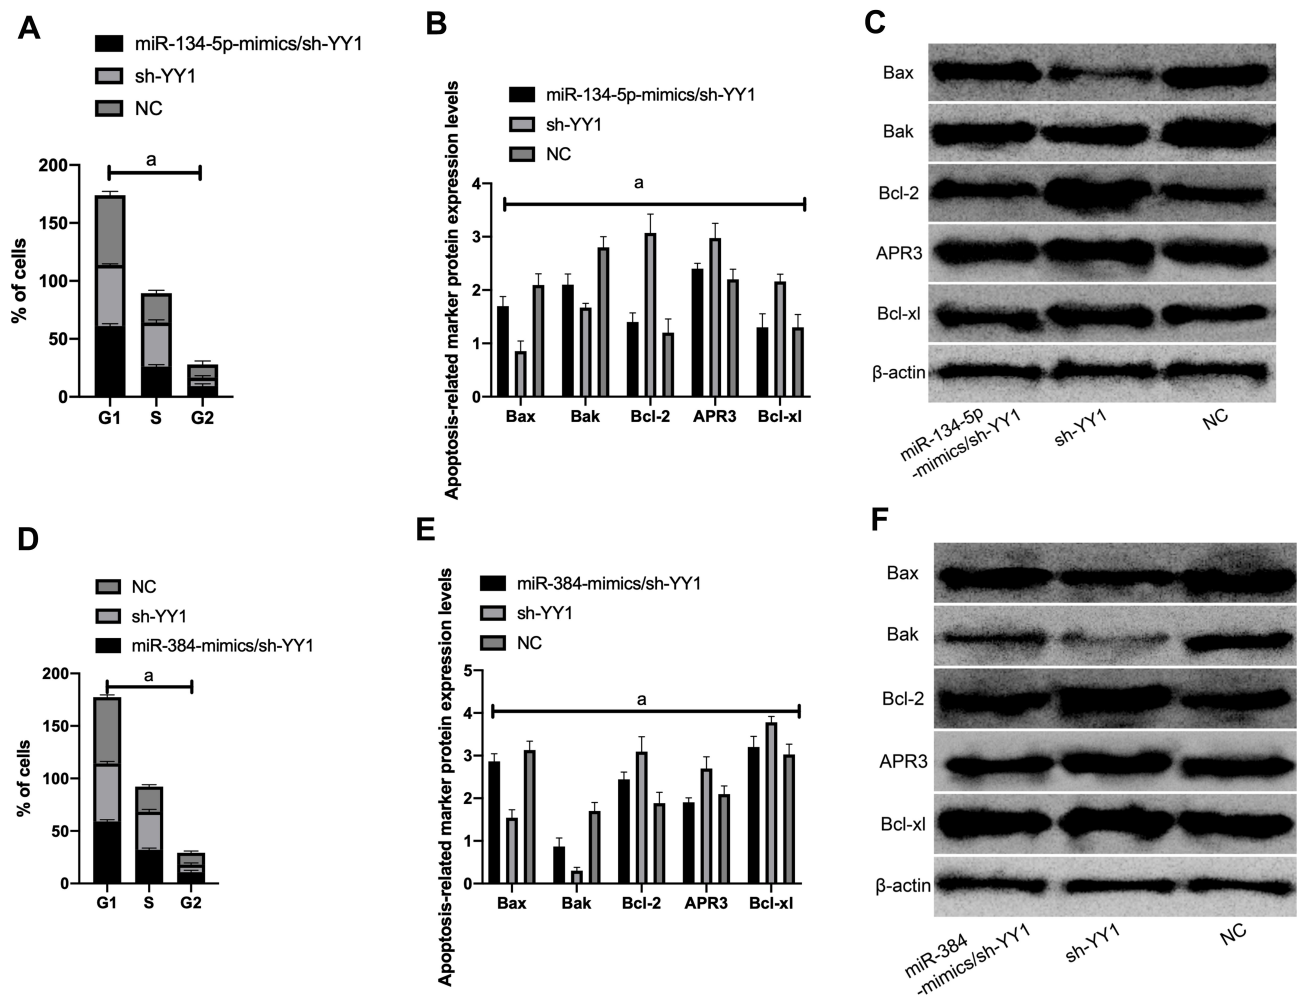 A
miR-134-5p-mimics/sh-YY1
sh-YY1
NC
a
% of cells
200
150
100
50
0
G1 S G2
B
miR-134-5p-mimics/sh-YY1
sh-YY1
NC
a
Apoptosis-related marker protein expression levels
4
3
2
1
0
Bax Bak Bcl-2 APR3 Bcl-xl
C
Bax
Bak
Bcl-2
APR3
Bcl-xl
β-actin
miR-134-5p
-mimics/sh-YY1
sh-YY1
NC
D
NC
sh-YY1
miR-384-mimics/sh-YY1
a
% of cells
200
150
100
50
0
G1 S G2
E
miR-384-mimics/sh-YY1
sh-YY1
NC
a
Apoptosis-related marker protein expression levels
5
4
3
2
1
0
Bax Bak Bcl-2 APR3 Bcl-xl
F
Bax
Bak
Bcl-2
APR3
Bcl-xl
β-actin
miR-384
-mimics/sh-YY1
sh-YY1
NC